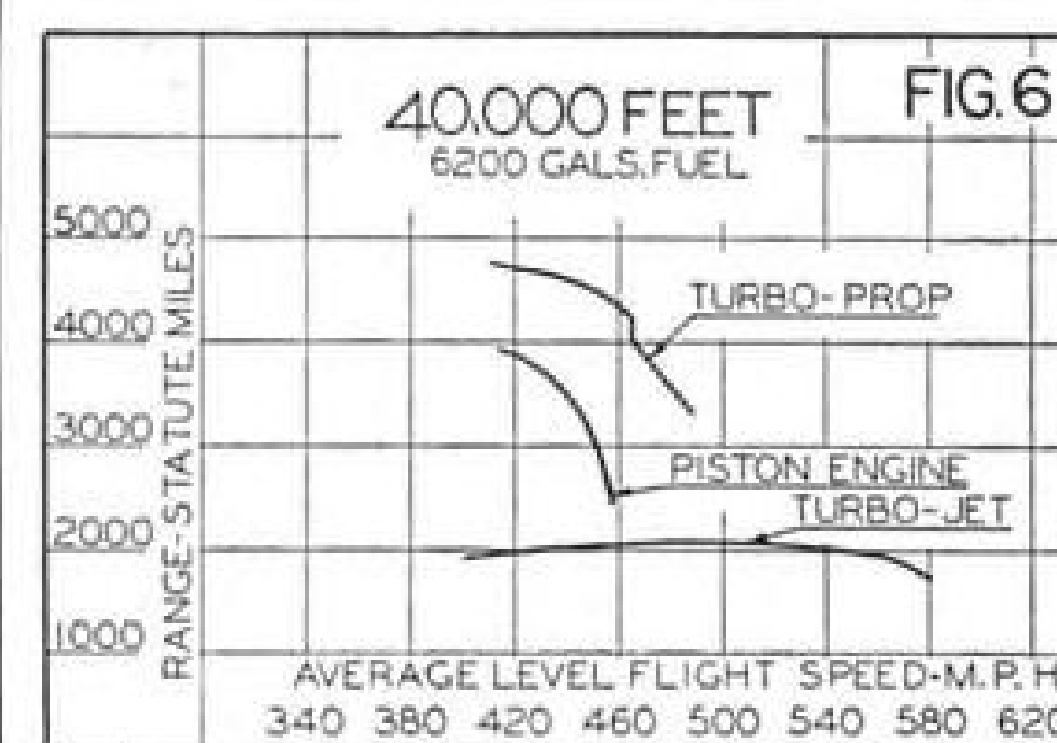 FIG. 6
40,000 FEET
6200 GALS. FUEL
5000
4000
3000
2000
1000
RANGE-STATUTE MILES
TURBO-PROP
PISTON ENGINE
TURBO-JET
AVERAGE LEVEL FLIGHT SPEED-M.P.H
340 380 420 460 500 540 580 620